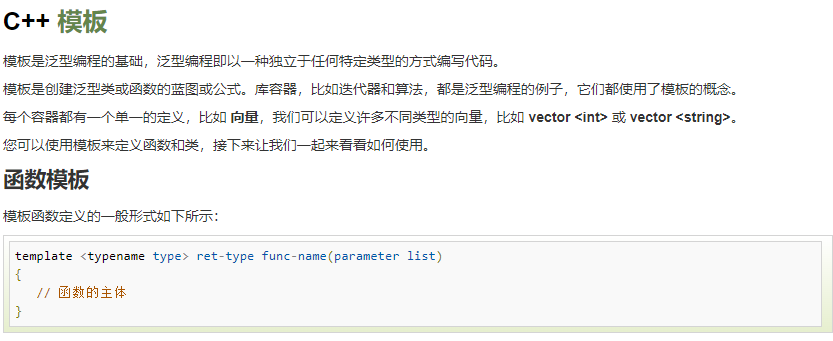 C++ 模板
模板是泛型编程的基础，泛型编程即以一种独立于任何特定类型的方式编写代码。
模板是创建泛型类或函数的蓝图或公式。库容器，比如迭代器和算法，都是泛型编程的例子，它们都使用了模板的概念。
每个容器都有一个单一的定义，比如 向量，我们可以定义许多不同类型的向量，比如 vector <int> 或 vector <string>。
您可以使用模板来定义函数和类，接下来让我们一起来看看如何使用。
函数模板
模板函数定义的一般形式如下所示：
template <typename type> ret-type func-name(parameter list)
{
// 函数的主体
}